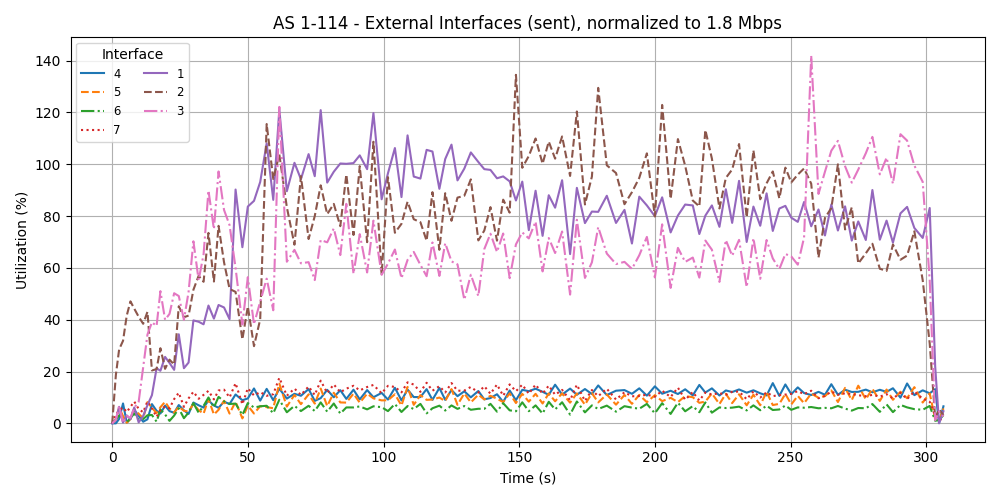 AS 1-114 - External Interfaces (sent), normalized to 1.8 Mbps
Interface
4 1
5 2
6 3
7
Utilization (%)
140
120
100
80
60
40
20
0
0 50 100 150 200 250 300
Time (s)